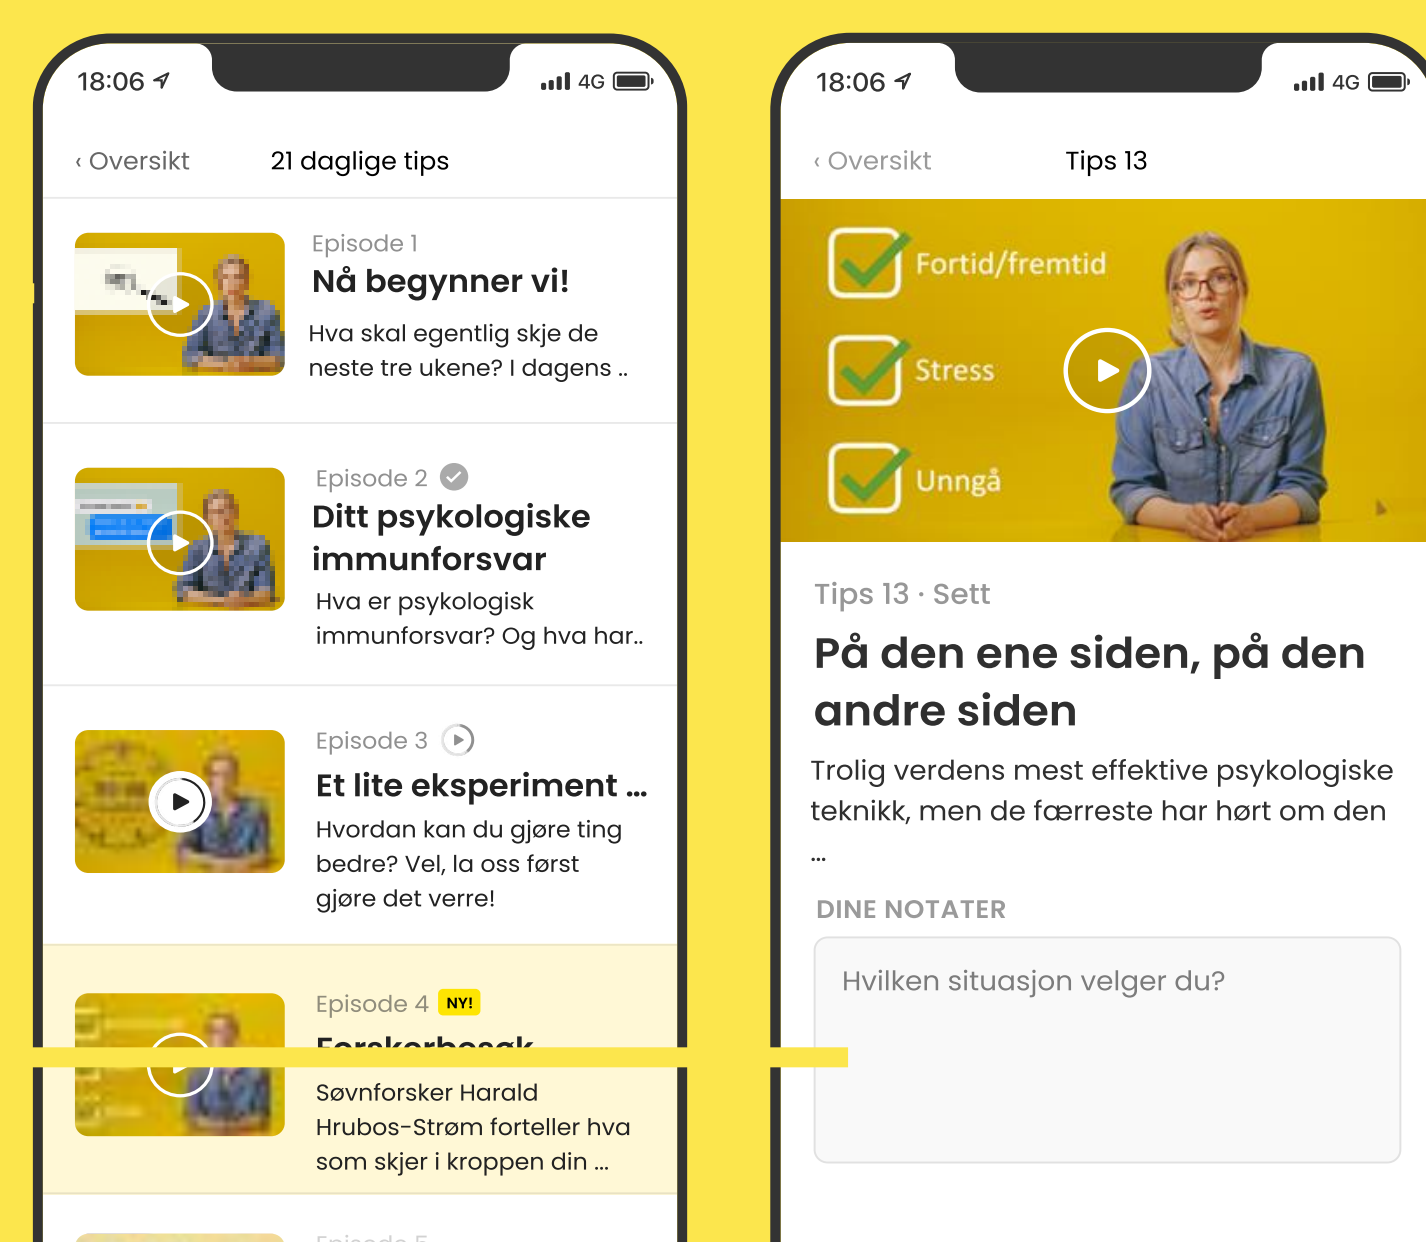 18:06
4G
‹ Oversikt
21 daglige tips
Episode 1
Nå begynner vi!
Hva skal egentlig skje de
neste tre ukene? I dagens ..
Episode 2
Ditt psykologiske
immunforsvar
Hva er psykologisk
immunforsvar? Og hva har..
Episode 3
Et lite eksperiment ...
Hvordan kan du gjøre ting
bedre? Vel, la oss først
gjøre det verre!
Episode 4 NY!
Forskerbesøk
Søvnforsker Harald
Hrubos-Strøm forteller hva
som skjer i kroppen din ...
Episode 5
18:06
4G
‹ Oversikt
Tips 13
Fortid/fremtid
Stress
Unngå
Tips 13 · Sett
På den ene siden, på den
andre siden
Trolig verdens mest effektive psykologiske
teknikk, men de færreste har hørt om den
...
DINE NOTATER
Hvilken situasjon velger du?